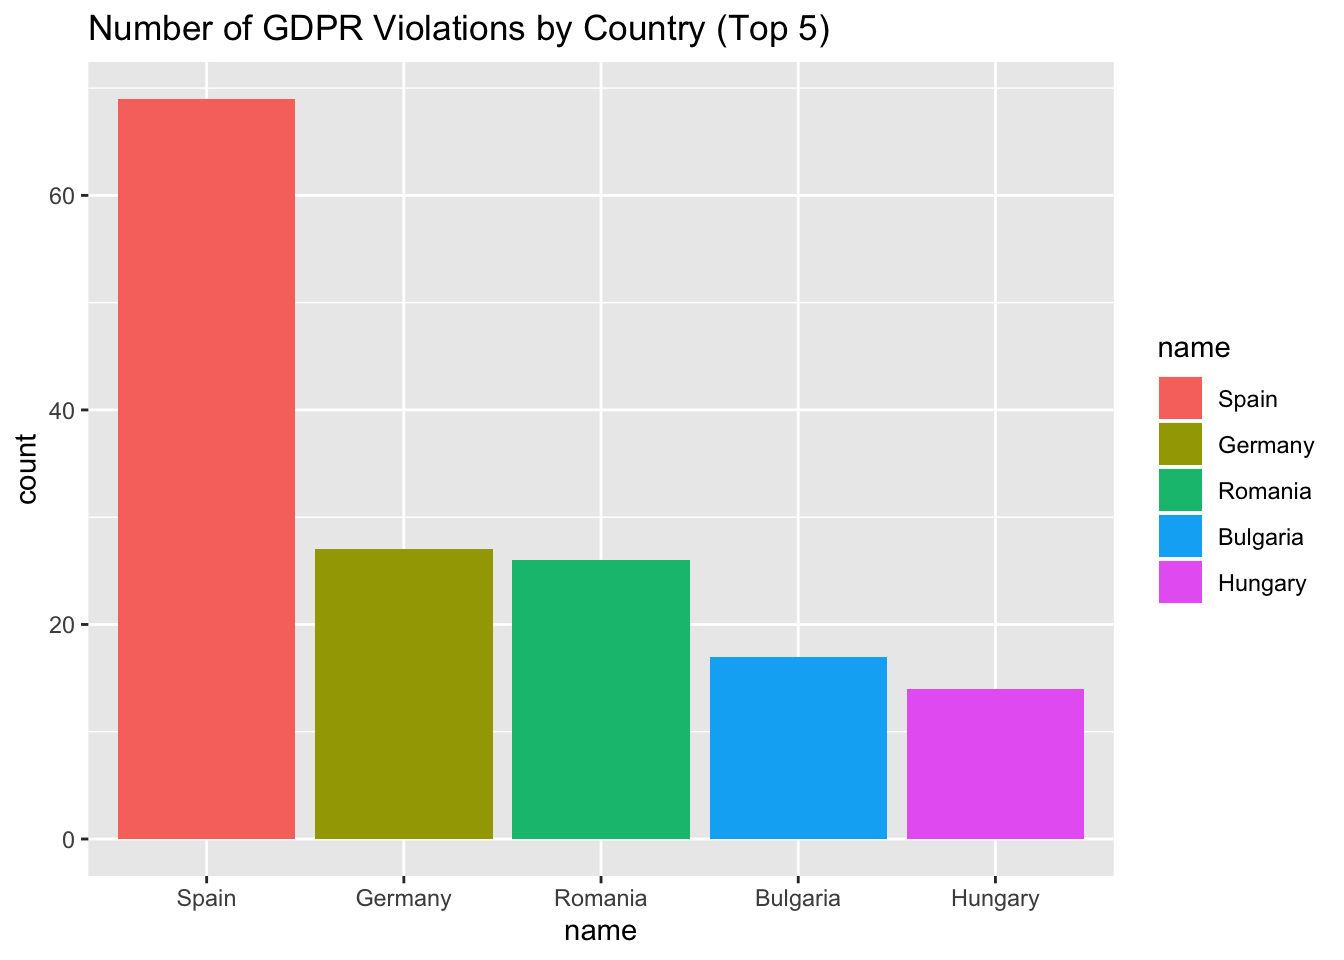 Number of GDPR Violations by Country (Top 5)
60
40
20
0
count
Spain
Germany
Romania
Bulgaria
Hungary
name
name
Spain
Germany
Romania
Bulgaria
Hungary